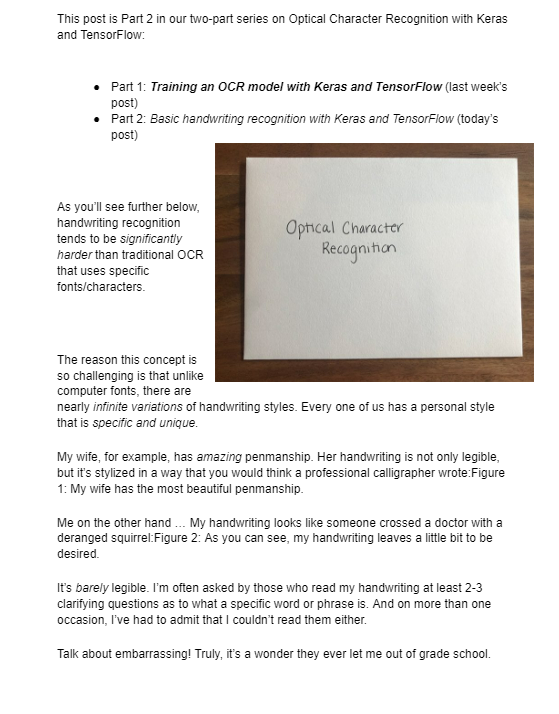 This post is Part 2 in our two-part series on Optical Character Recognition with Keras
and TensorFlow:
• Part 1: Training an OCR model with Keras and TensorFlow (last week's
post)
• Part 2: Basic handwriting recognition with Keras and TensorFlow (today's
post)
Optical Character
Recognition
As you'll see further below,
handwriting recognition
tends to be significantly
harder than traditional OCR
that uses specific
fonts/characters.
The reason this concept is
so challenging is that unlike
computer fonts, there are
nearly infinite variations of handwriting styles. Every one of us has a personal style
that is specific and unique.
My wife, for example, has amazing penmanship. Her handwriting is not only legible,
but it's stylized in a way that you would think a professional calligrapher wrote:Figure
1: My wife has the most beautiful penmanship.
Me on the other hand … My handwriting looks like someone crossed a doctor with a
deranged squirrel:Figure 2: As you can see, my handwriting leaves a little bit to be
desired.
It's barely legible. I'm often asked by those who read my handwriting at least 2-3
clarifying questions as to what a specific word or phrase is. And on more than one
occasion, I've had to admit that I couldn't read them either.
Talk about embarrassing! Truly, it's a wonder they ever let me out of grade school.